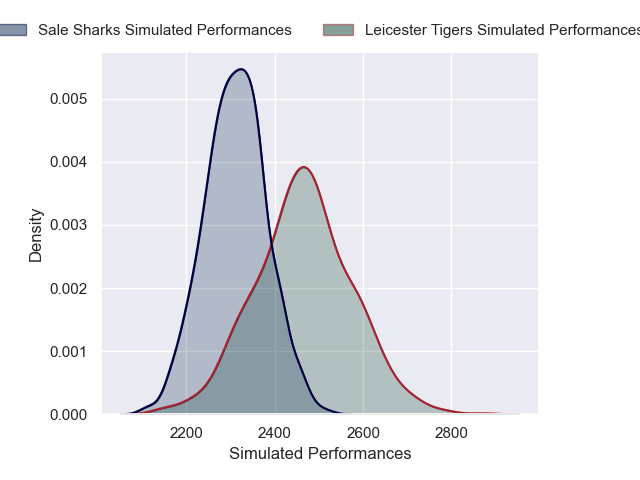 Sale Sharks Simulated Performances
Leicester Tigers Simulated Performances
0.005
0.004
0.003
0.002
0.001
0.000
Density
2200
2400
2600
2800
Simulated Performances